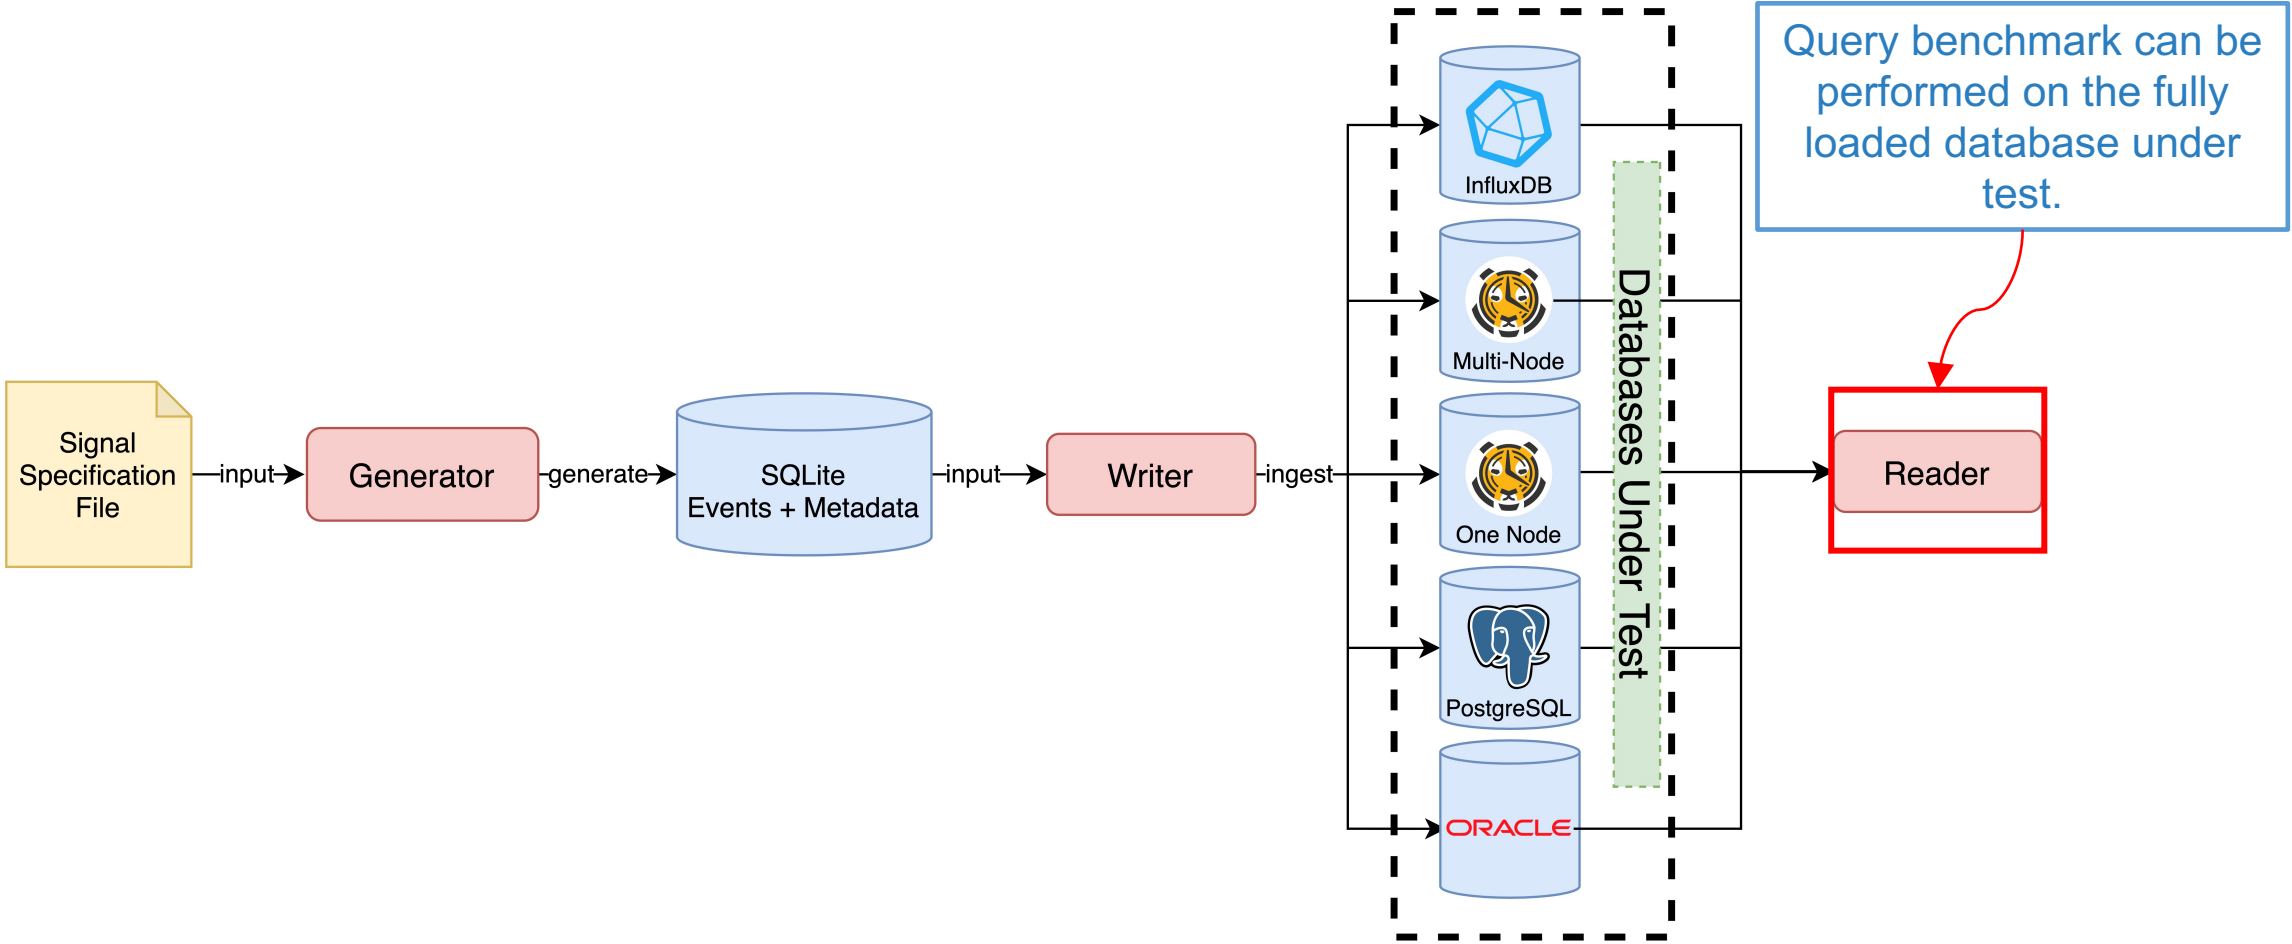 Query benchmark can be
performed on the fully
loaded database under
test.
InfluxDB
Multi-Node
One Node
PostgreSQL
ORACLE
Databases Under Test
Signal
Specification
File
input
Generator
generate
SQLite
Events + Metadata
input
Writer
ingest
Reader